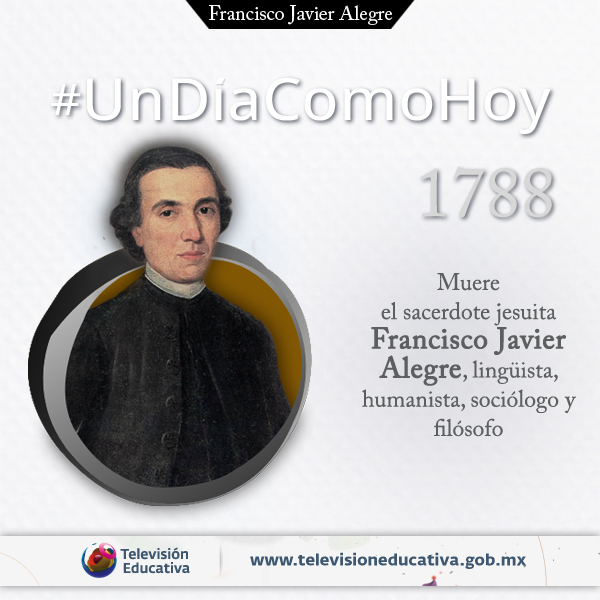 Francisco Javier Alegre
#UnDiaComoHoy
1788
Muere
el sacerdote jesuita
Francisco Javier
Alegre, lingüista,
humanista, sociólogo y
filósofo
Televisión
Educativa
www.televisioneducativa.gob.mx